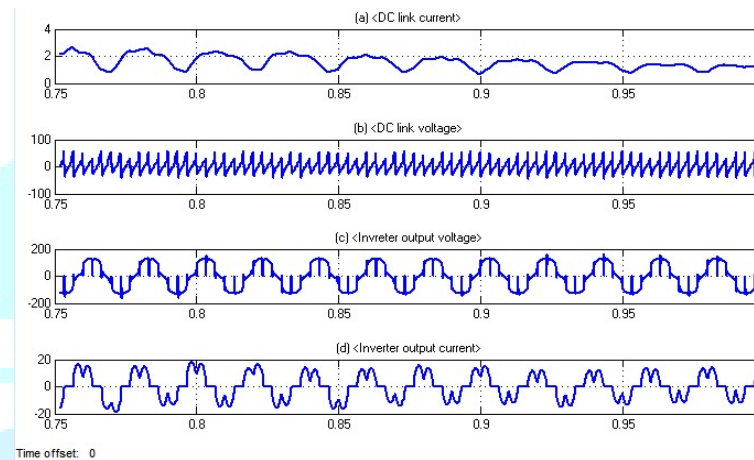 (a) <DC link current>
4
2
0
0.75 0.8 0.85 0.9 0.95
(b) <DC link voltage>
100
0
-100
0.75 0.8 0.85 0.9 0.95
(c) <Invreter output voltage>
200
0
-200
0.75 0.8 0.85 0.9 0.95
(d) <Inverter output current>
20
0
-20
0.75 0.8 0.85 0.9 0.95
Time offset: 0